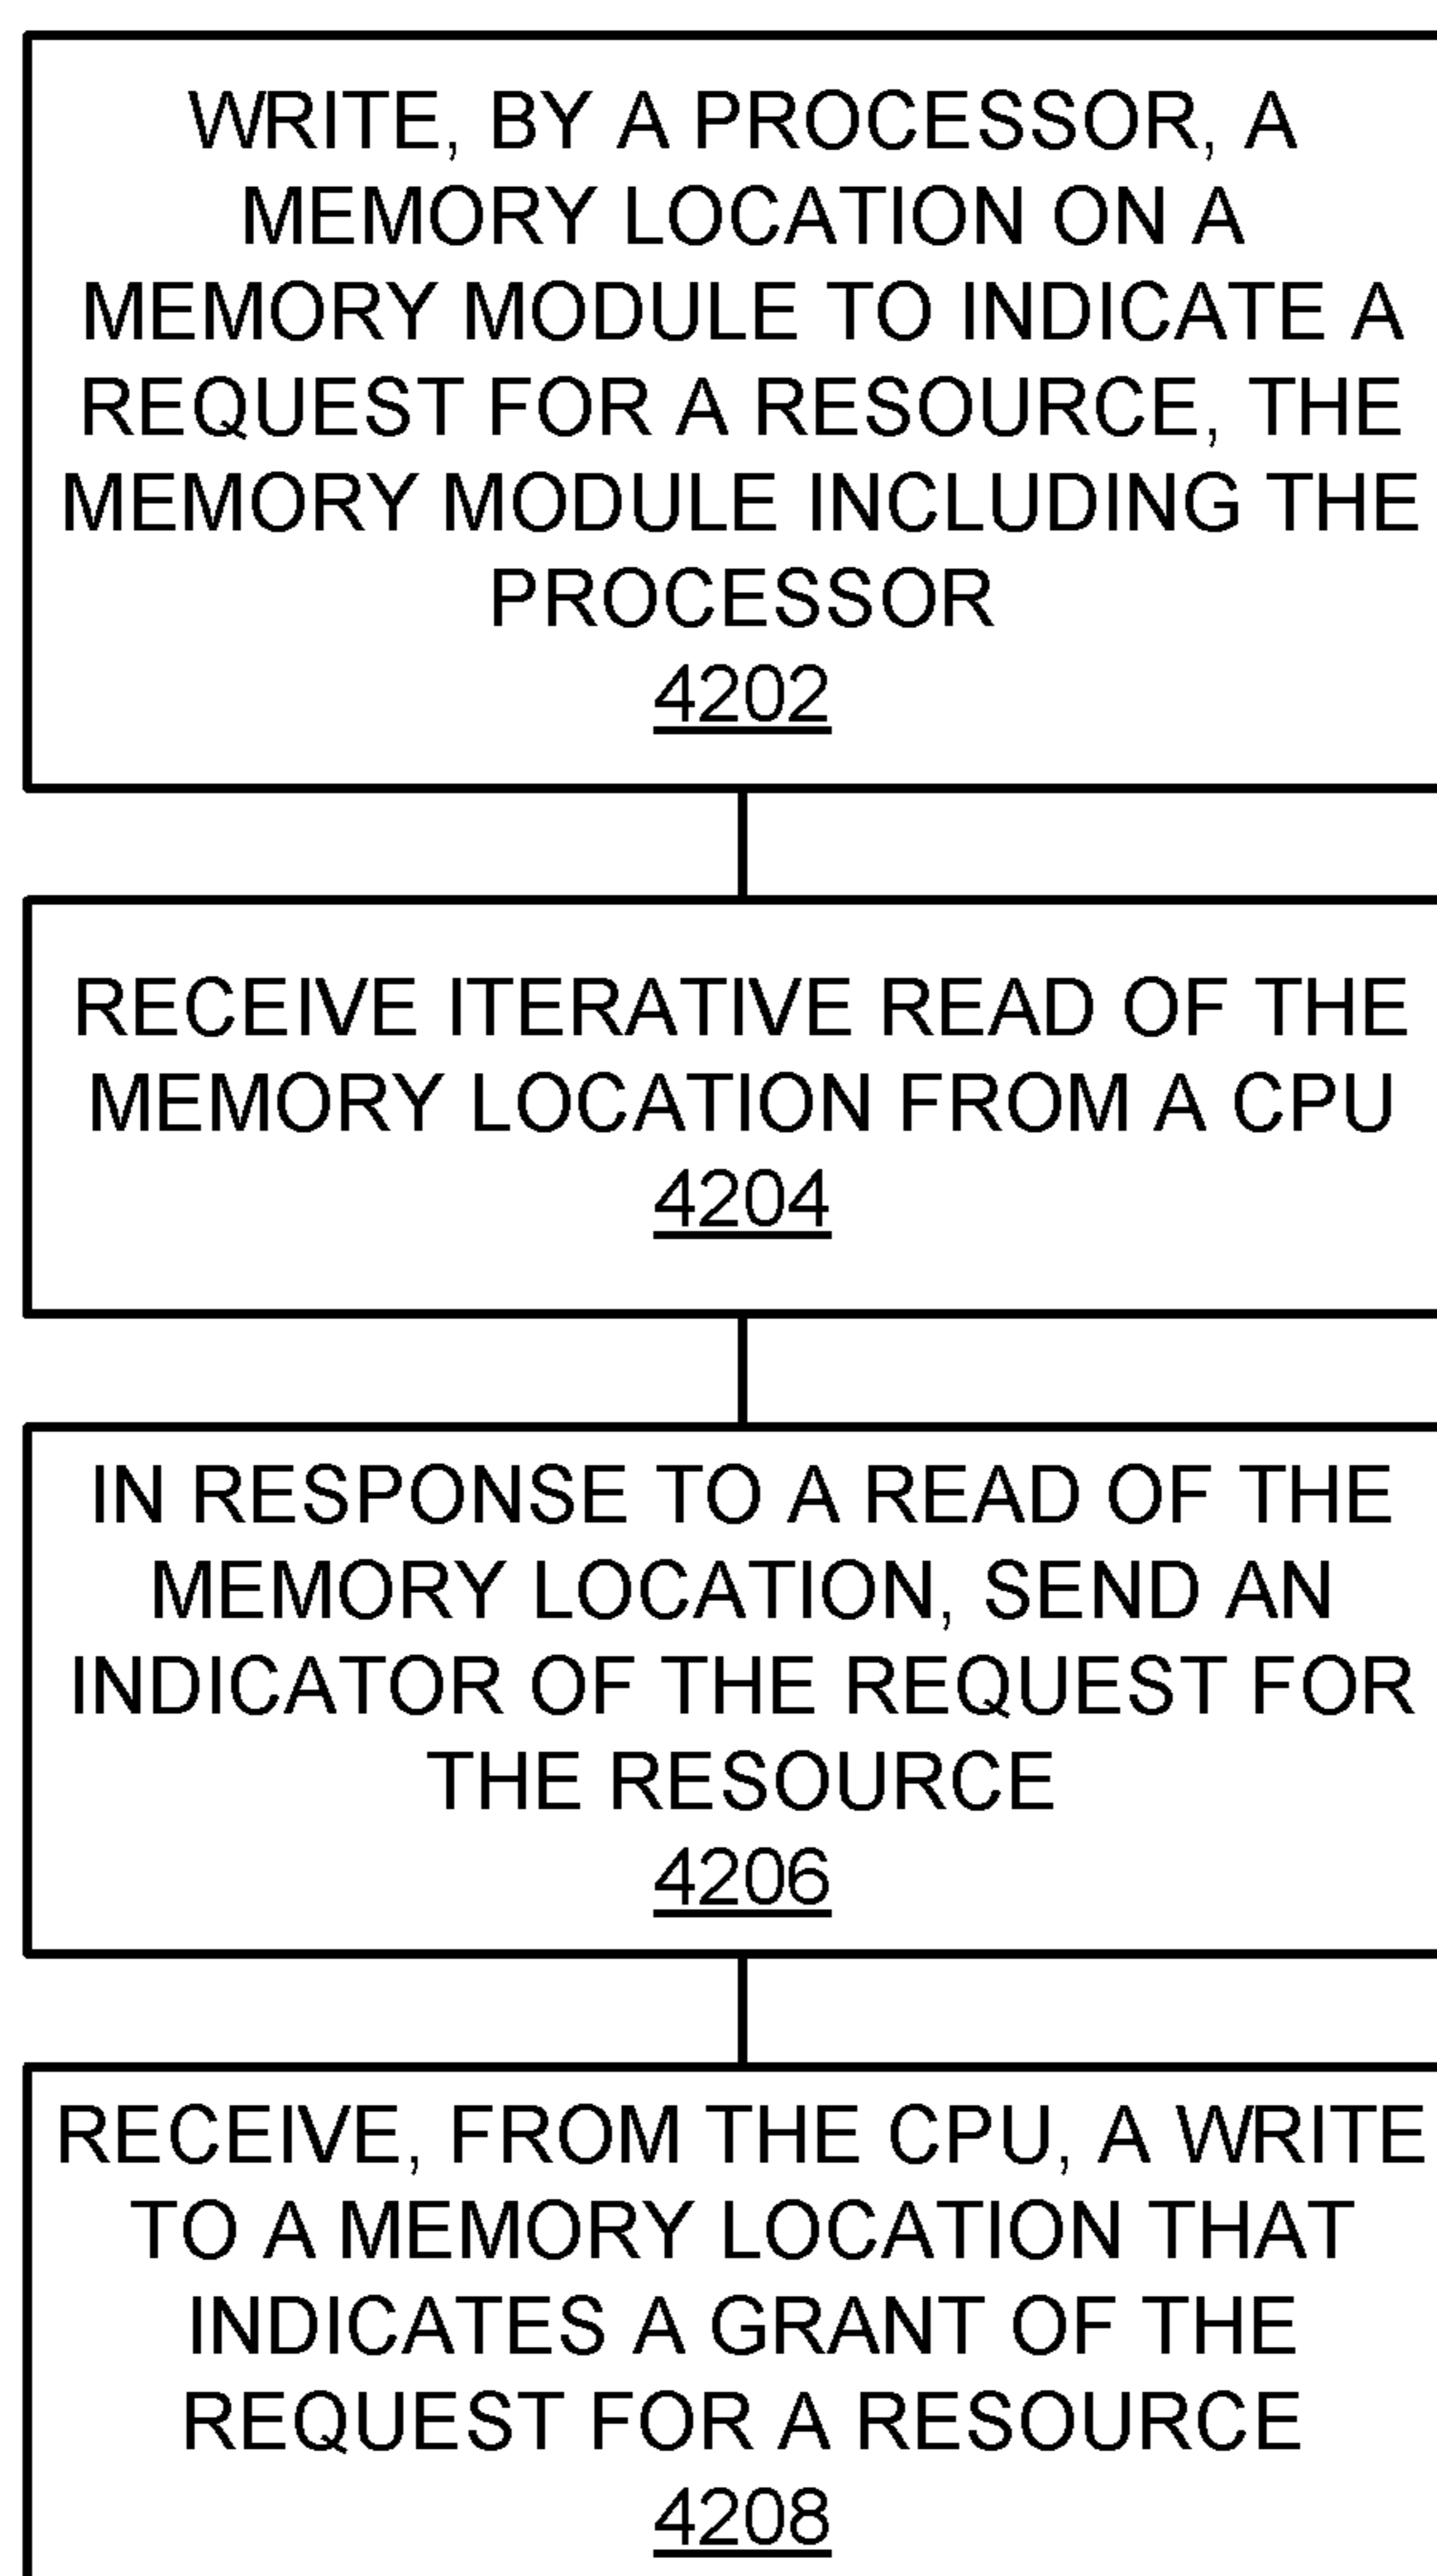 WRITE, BY A PROCESSOR, A
MEMORY LOCATION ON A
MEMORY MODULE TO INDICATE A
REQUEST FOR A RESOURCE, THE
MEMORY MODULE INCLUDING THE
PROCESSOR
4202
RECEIVE ITERATIVE READ OF THE
MEMORY LOCATION FROM A CPU
4204
IN RESPONSE TO A READ OF THE
MEMORY LOCATION, SEND AN
INDICATOR OF THE REQUEST FOR
THE RESOURCE
4206
RECEIVE, FROM THE CPU, A WRITE
TO A MEMORY LOCATION THAT
INDICATES A GRANT OF THE
REQUEST FOR A RESOURCE
4208